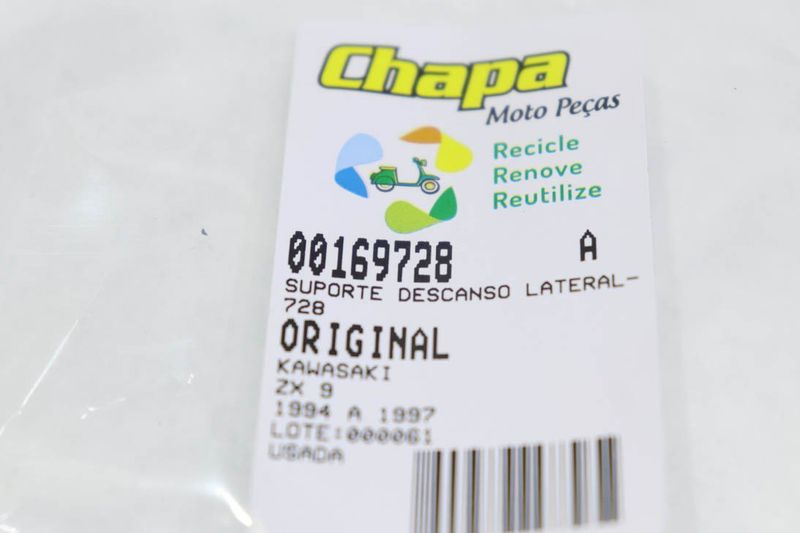 Chapa
Moto Peças
Recicle
Renove
Reutilize
00169728 A
SUPORTE DESCANSO LATERAL-
728
ORIGINAL
KAWASAKI
ZX 9
1994 A 1997
LOTE:000061
USADA